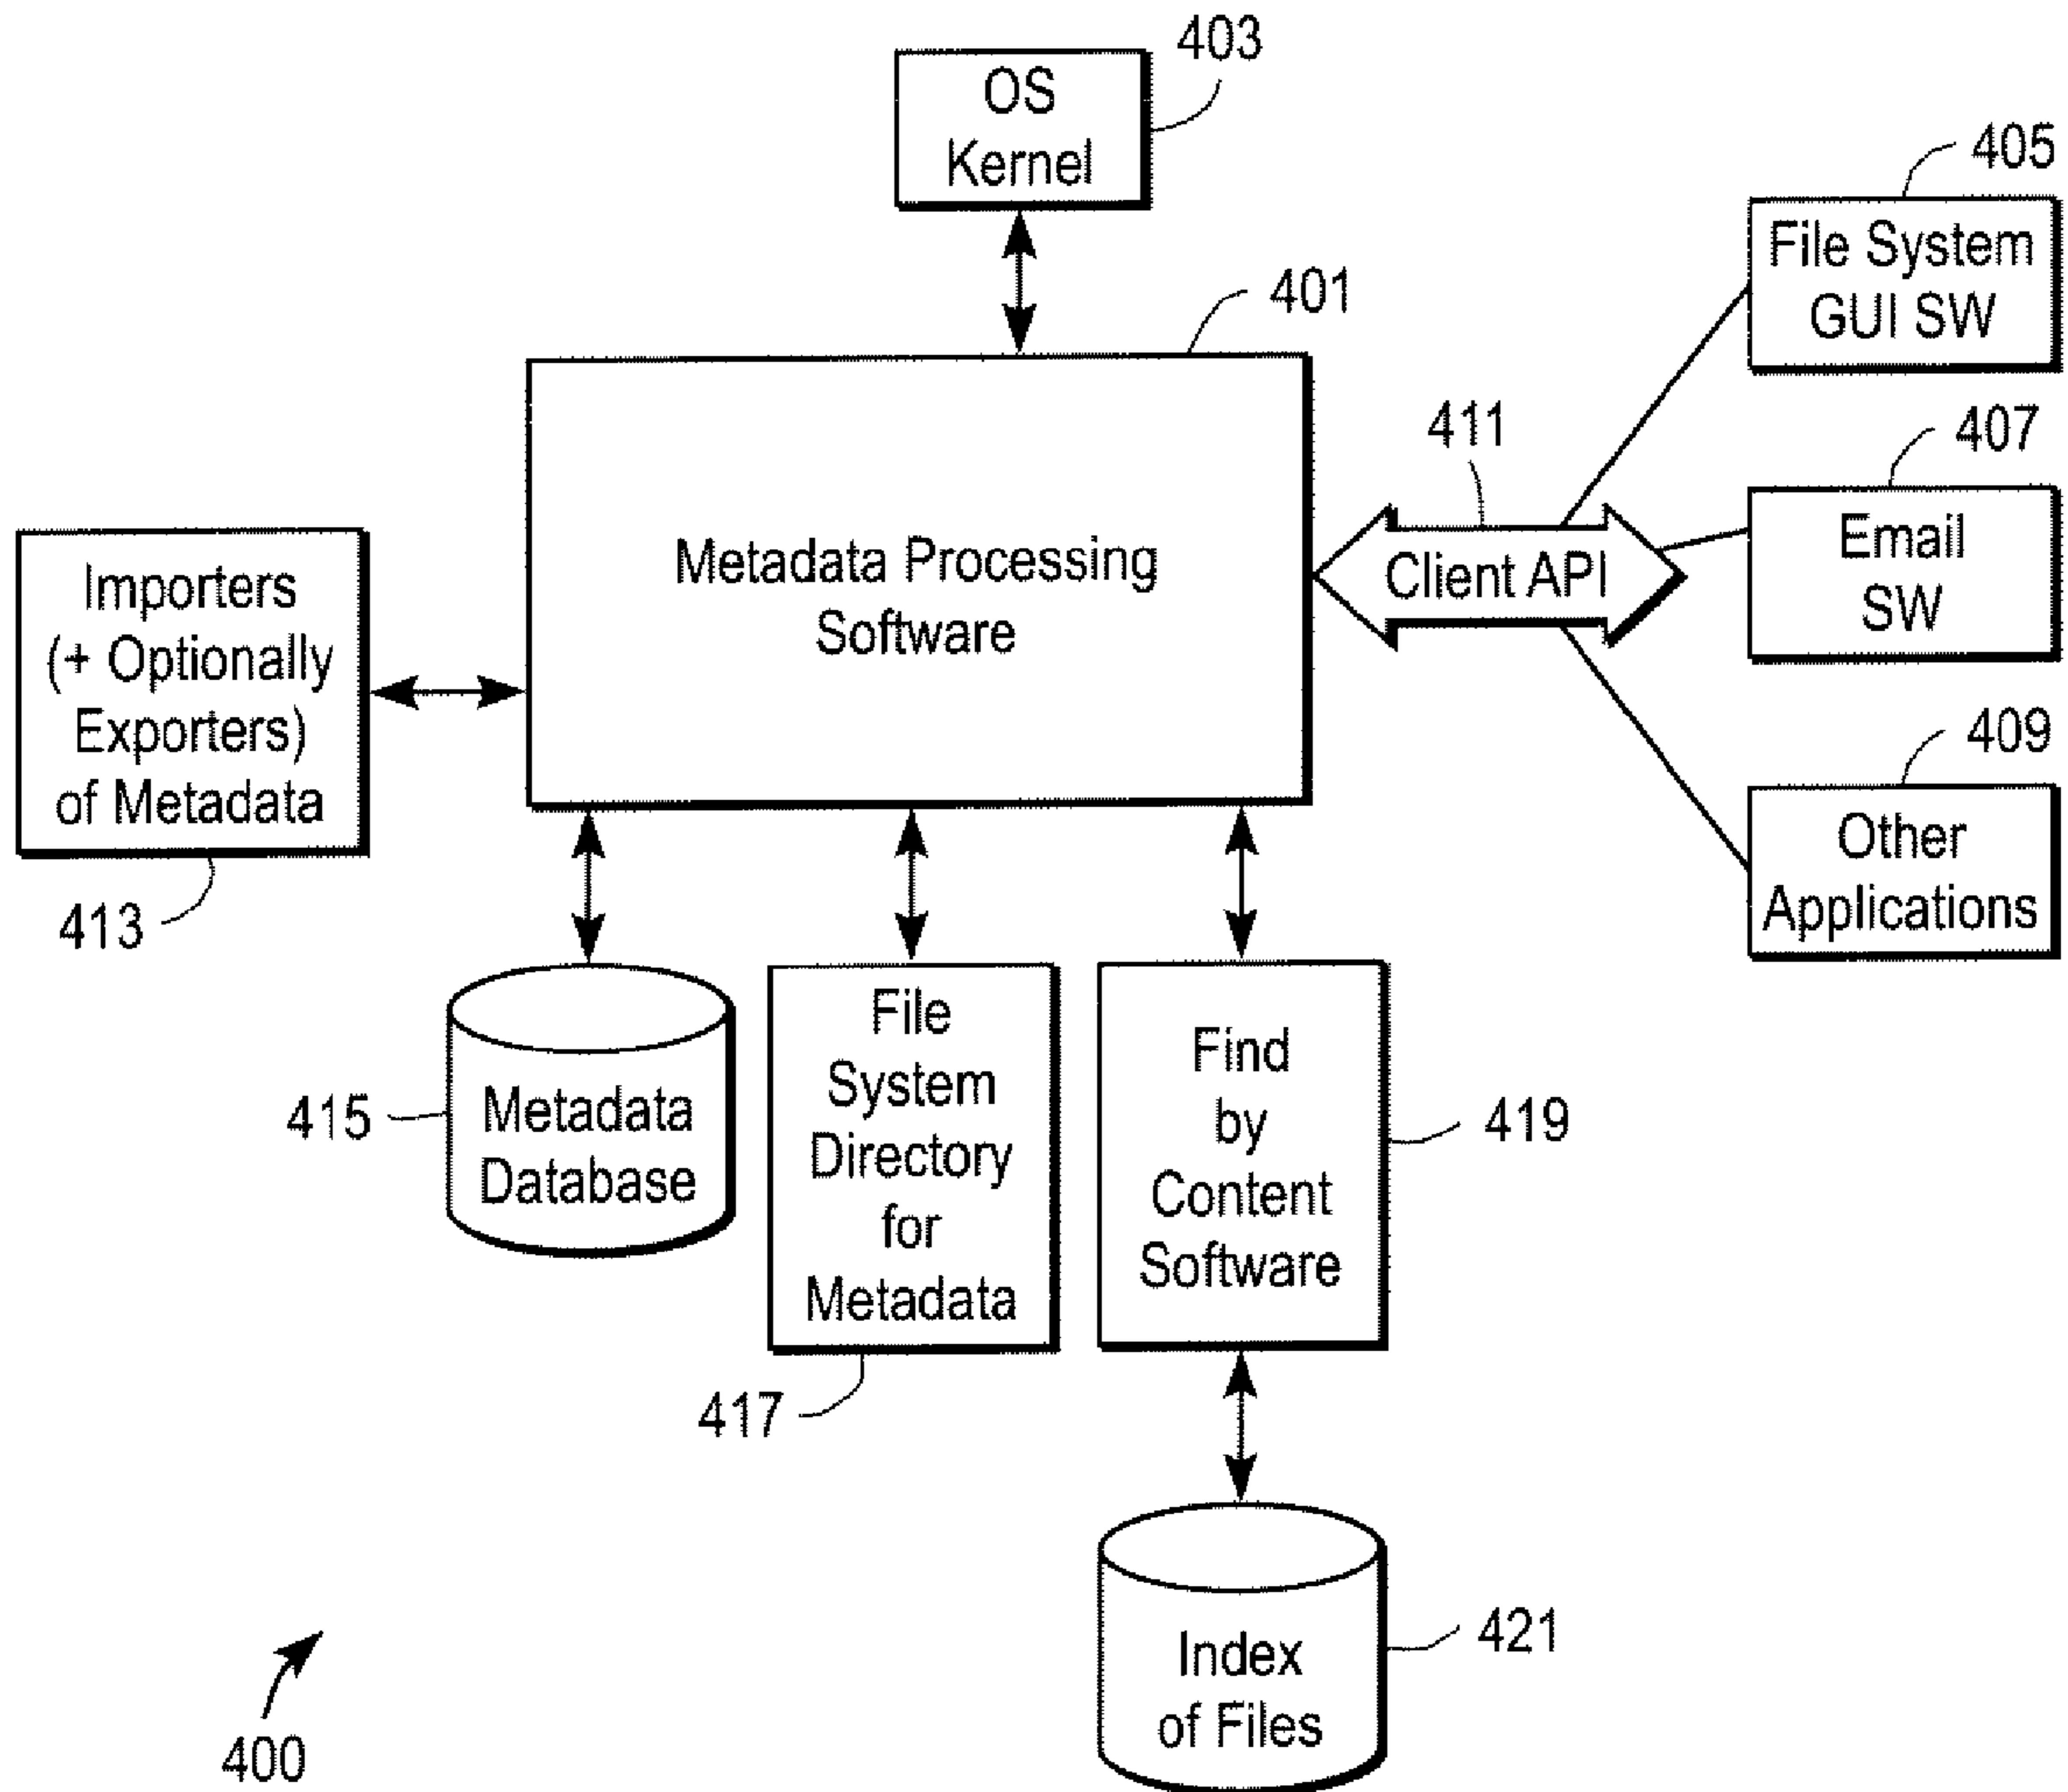 403
OS
Kernel
405
File System
GUI SW
401
411
407
Metadata Processing
Software
Client API
Email
SW
Importers
(+ Optionally
Exporters)
of Metadata
413
409
Other
Applications
415
Metadata
Database
File
System
Directory
for
Metadata
417
Find
by
Content
Software
419
421
Index
of Files
400